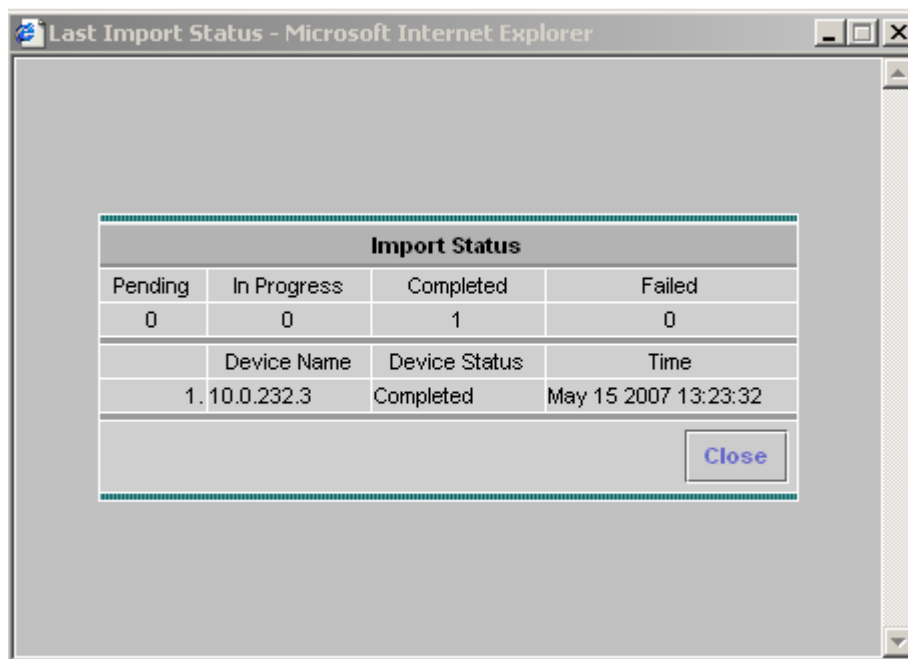 Last Import Status - Microsoft Internet Explorer
Import Status
Pending In Progress Completed Failed
0 0 1 0
Device Name Device Status Time
1. 10.0.232.3 Completed May 15 2007 13:23:32
Close